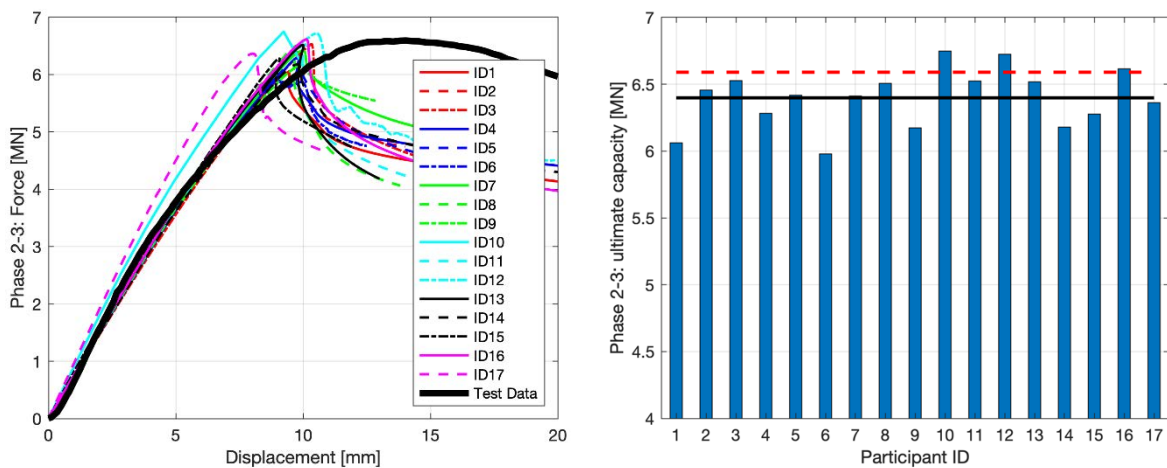 Phase 2-3: Force [MN]
7
6
5
4
3
2
1
0
0 5 10 15 20
Displacement [mm]
ID1
ID2
ID3
ID4
ID5
ID6
ID7
ID8
ID9
ID10
ID11
ID12
ID13
ID14
ID15
ID16
ID17
Test Data
Phase 2-3: ultimate capacity [MN]
7
6.5
6
5.5
5
4.5
4
1 2 3 4 5 6 7 8 9 10 11 12 13 14 15 16 17
Participant ID